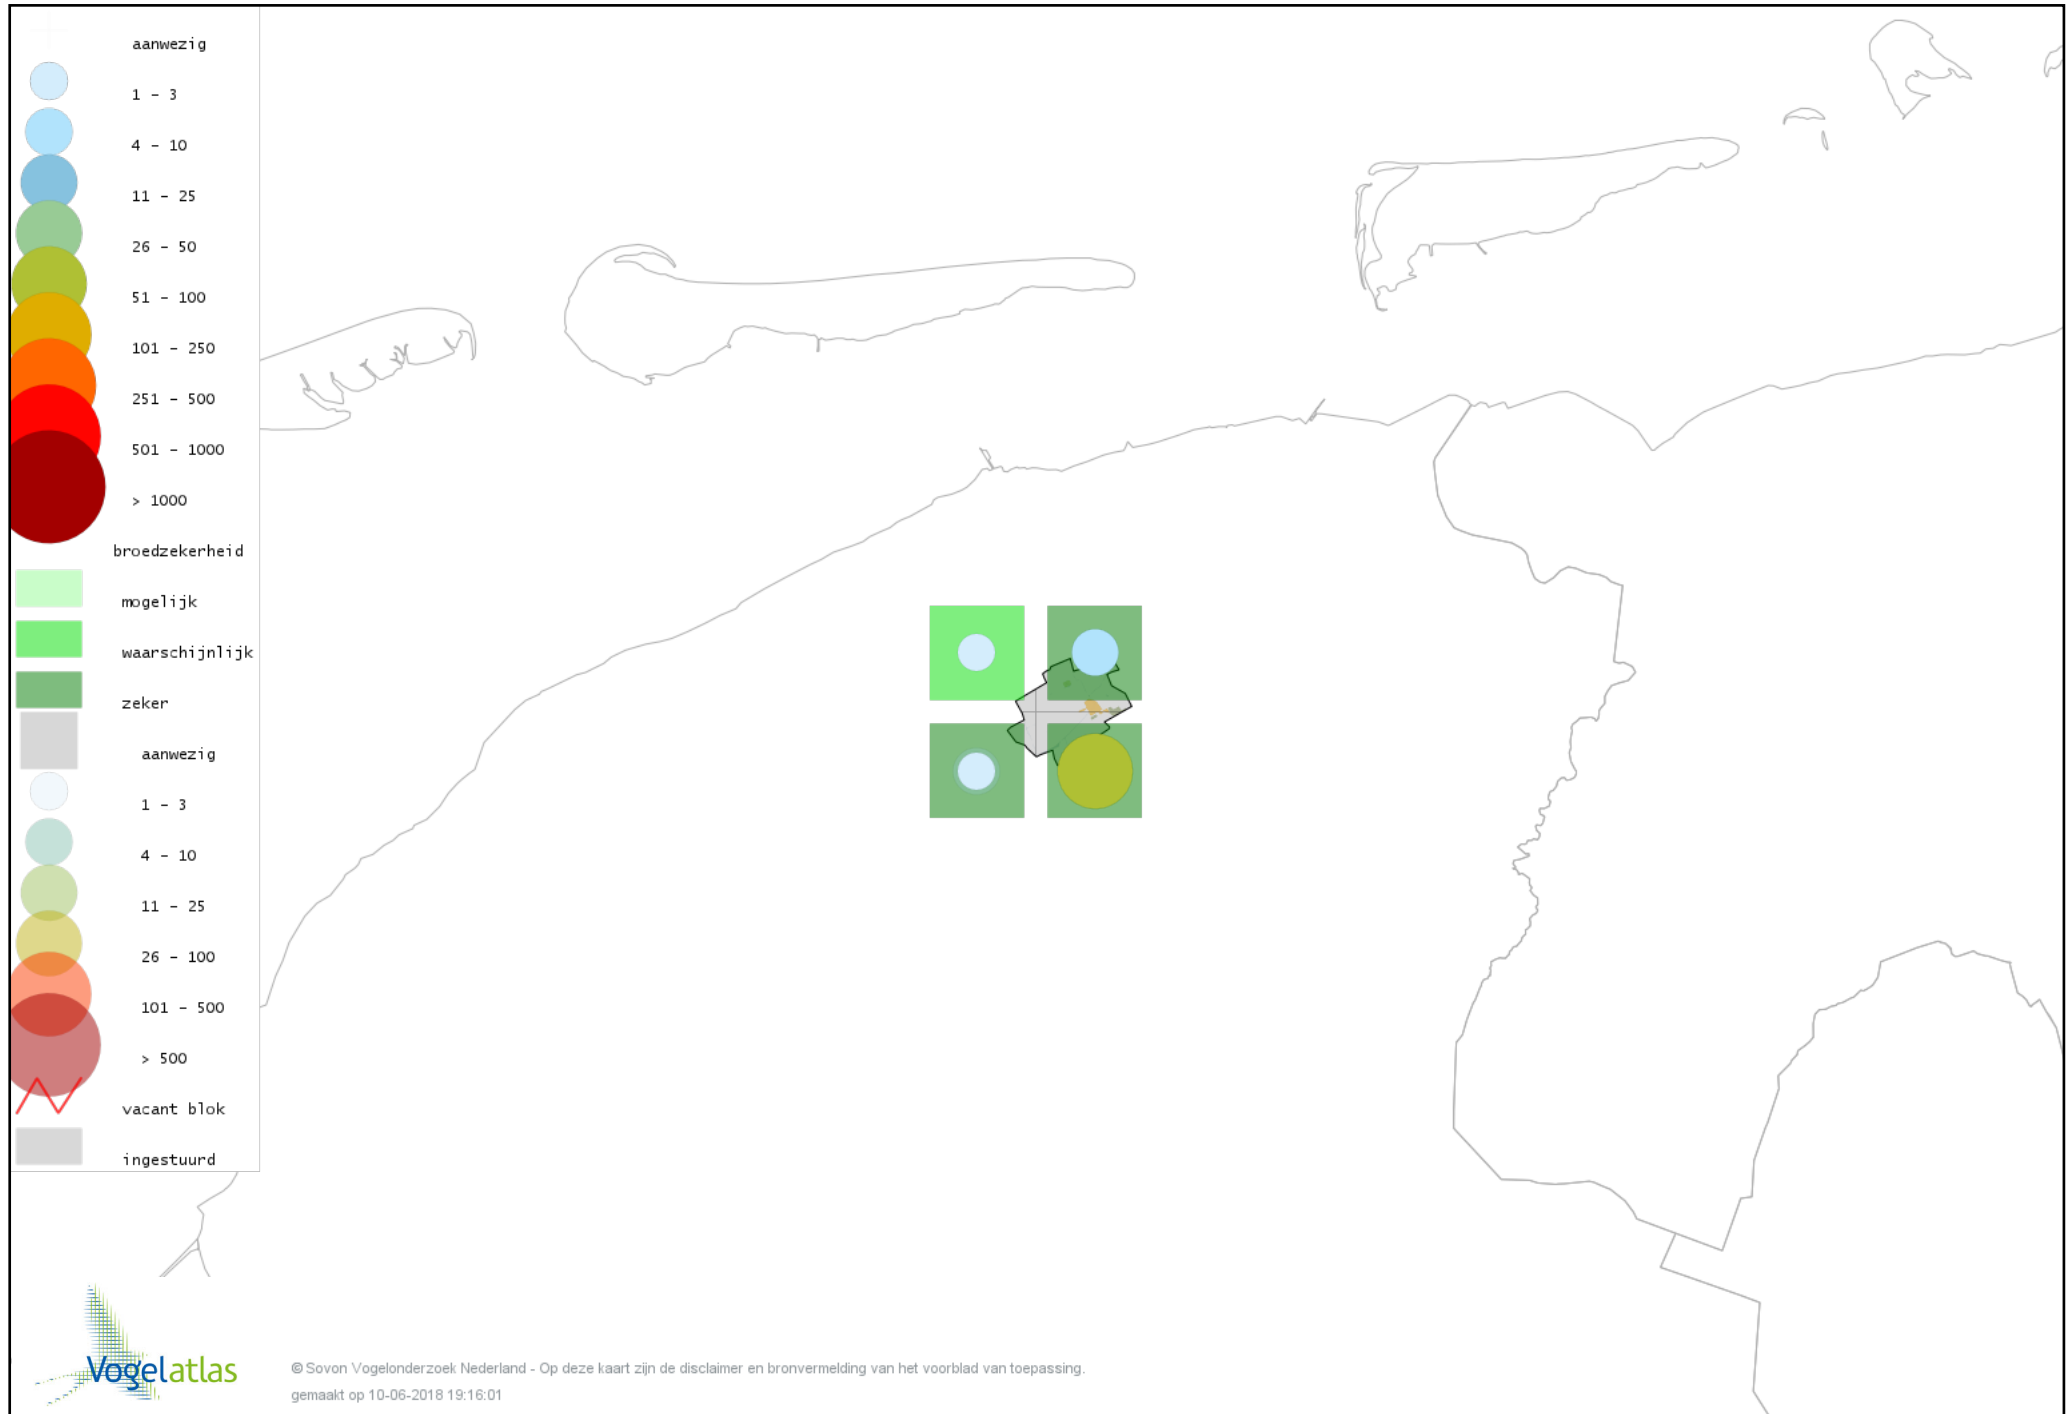 aanwezig
1 - 3
4 - 10
11 - 25
26 - 50
51 - 100
101 - 250
251 - 500
501 - 1000
> 1000
broedzekerheid
mogelijk
waarschijnlijk
zeker
aanwezig
1 - 3
4 - 10
11 - 25
26 - 100
101 - 500
> 500
vacant blok
ingestuurd
Vogelatlas
© Sovon Vogelonderzoek Nederland - Op deze kaart zijn de disclaimer en bronvermelding van het voorblad van toepassing.
gemaakt op 10-06-2018 19:16:01